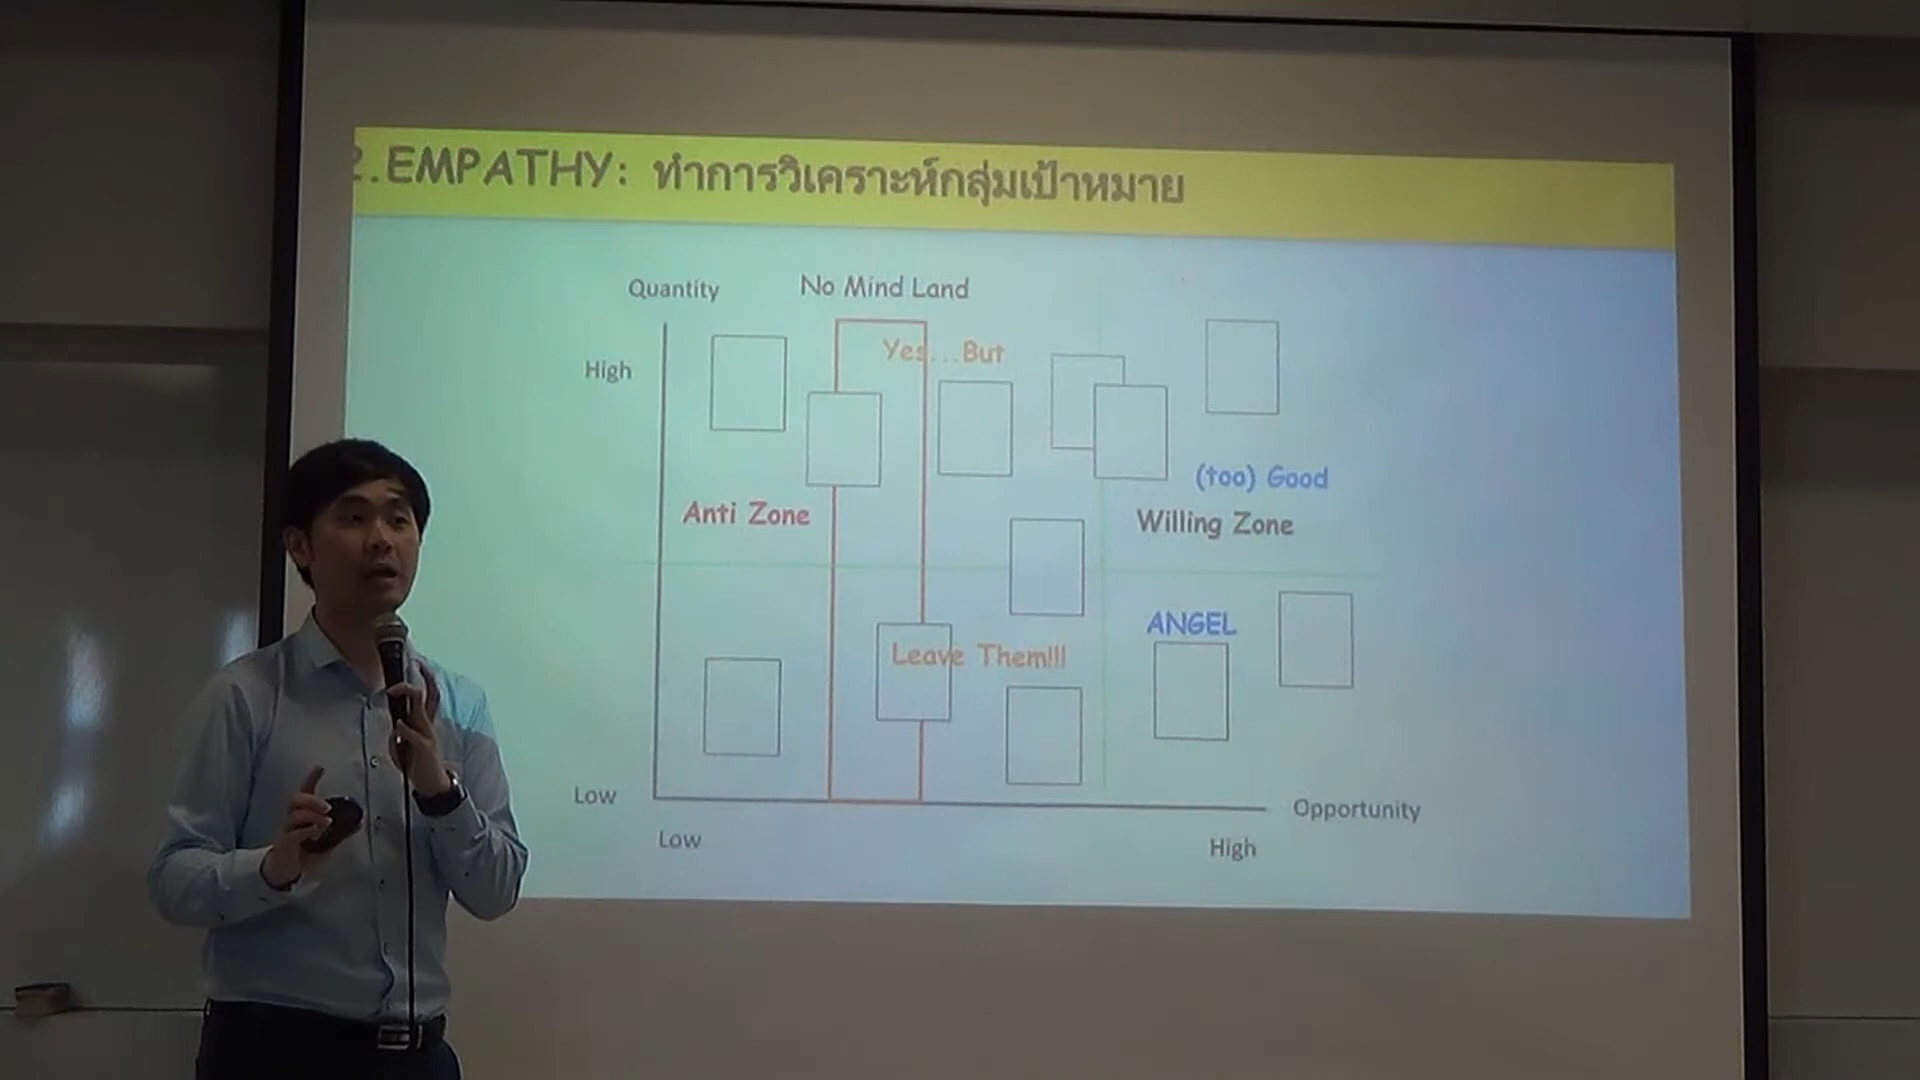 2.EMPATHY: ทำการวิเคราะห์กลุ่มเป้าหมาย
Quantity
No Mind Land
Yes...But
High
(too) Good
Anti Zone
Willing Zone
ANGEL
Leave Them!!!
Low
Opportunity
Low
High